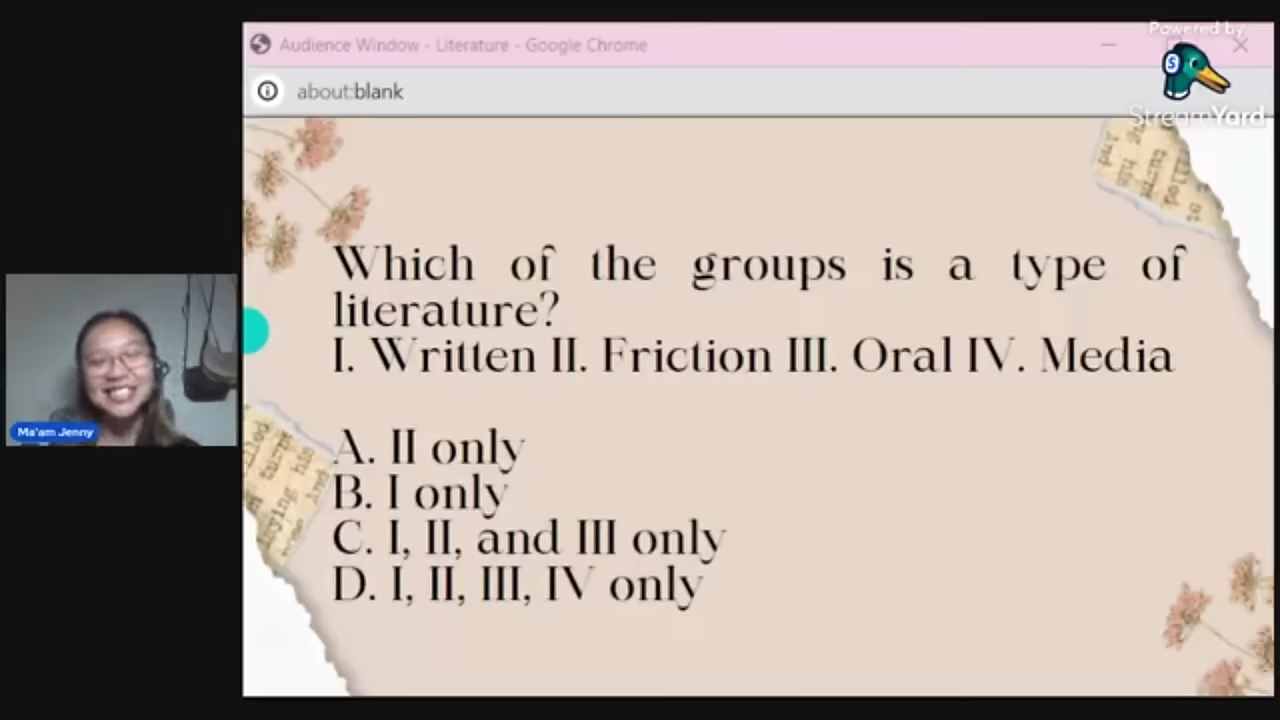 Audience Window - Literature - Google Chrome
about:blank
Powered by
StreamYard
Which of the groups is a type of
literature?
I. Written II. Friction III. Oral IV. Media
A. II only
B. I only
C. I, II, and III only
D. I, II, III, IV only
Ma'am Jenny